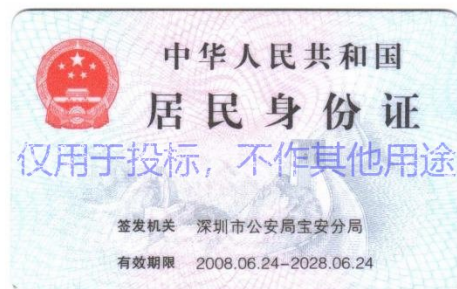 中华人民共和国
居民身份证
仅用于投标，不作其他用途
签发机关 深圳市公安局宝安分局
有效期限 2008.06.24-2028.06.24